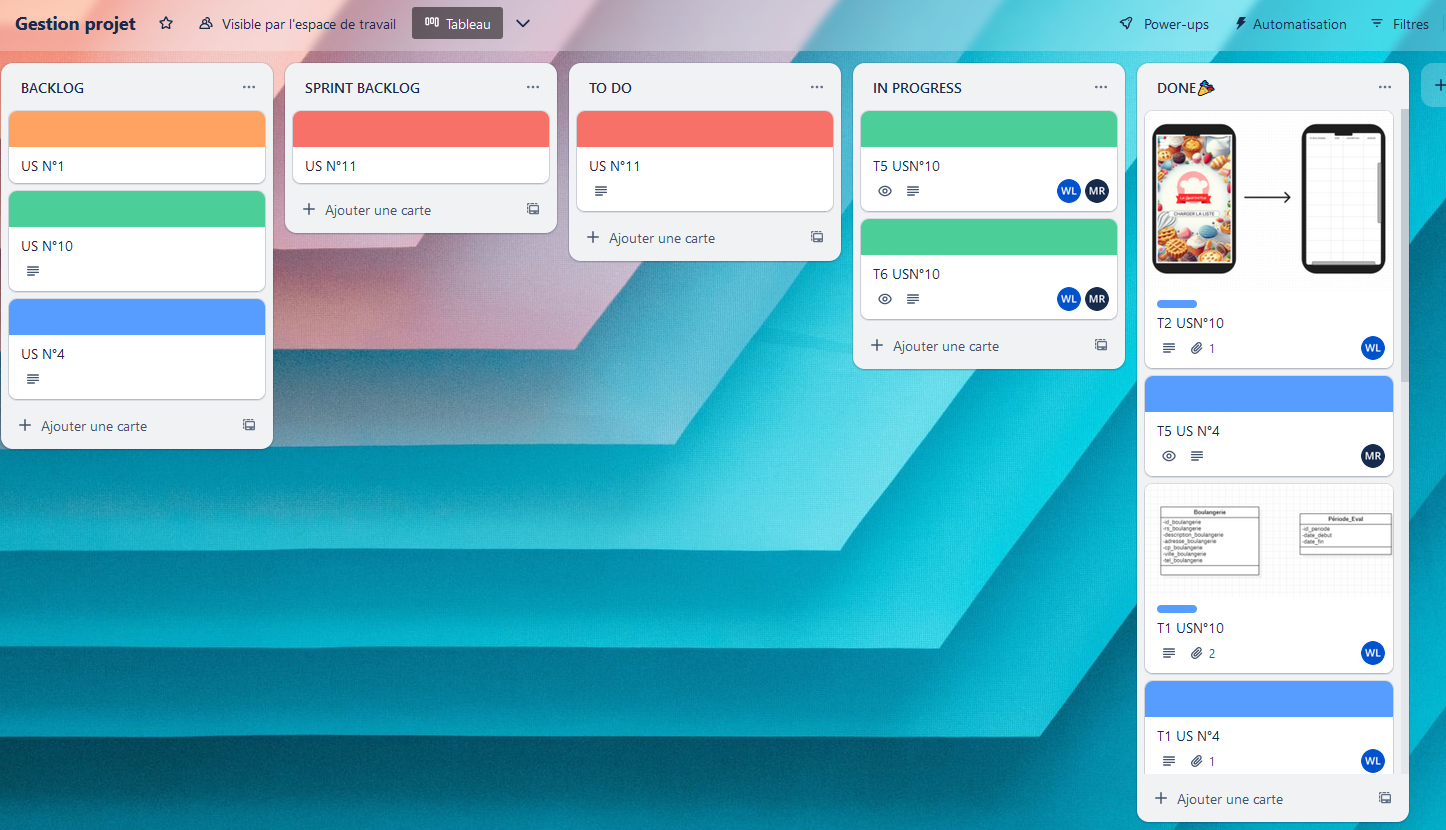 Gestion projet
Visible par l'espace de travail
Tableau
Power-ups
Automatisation
Filtres
BACKLOG
US N°1
US N°10
US N°4
Ajouter une carte
SPRINT BACKLOG
US N°11
Ajouter une carte
TO DO
US N°11
Ajouter une carte
IN PROGRESS
T5 USN°10
WL MR
T6 USN°10
WL MR
Ajouter une carte
DONE🎉
CHARGER LA LISTE
T2 USN°10
1
WL
T5 US N°4
MR
Boulangerie
-id_boulangerie
-rs_boulangerie
-description_boulangerie
-adresse_boulangerie
-cp_boulangerie
-ville_boulangerie
-tel_boulangerie
Période_Eval
-id_periode
-date_debut
-date_fin
T1 USN°10
2
WL
T1 US N°4
1
WL
Ajouter une carte